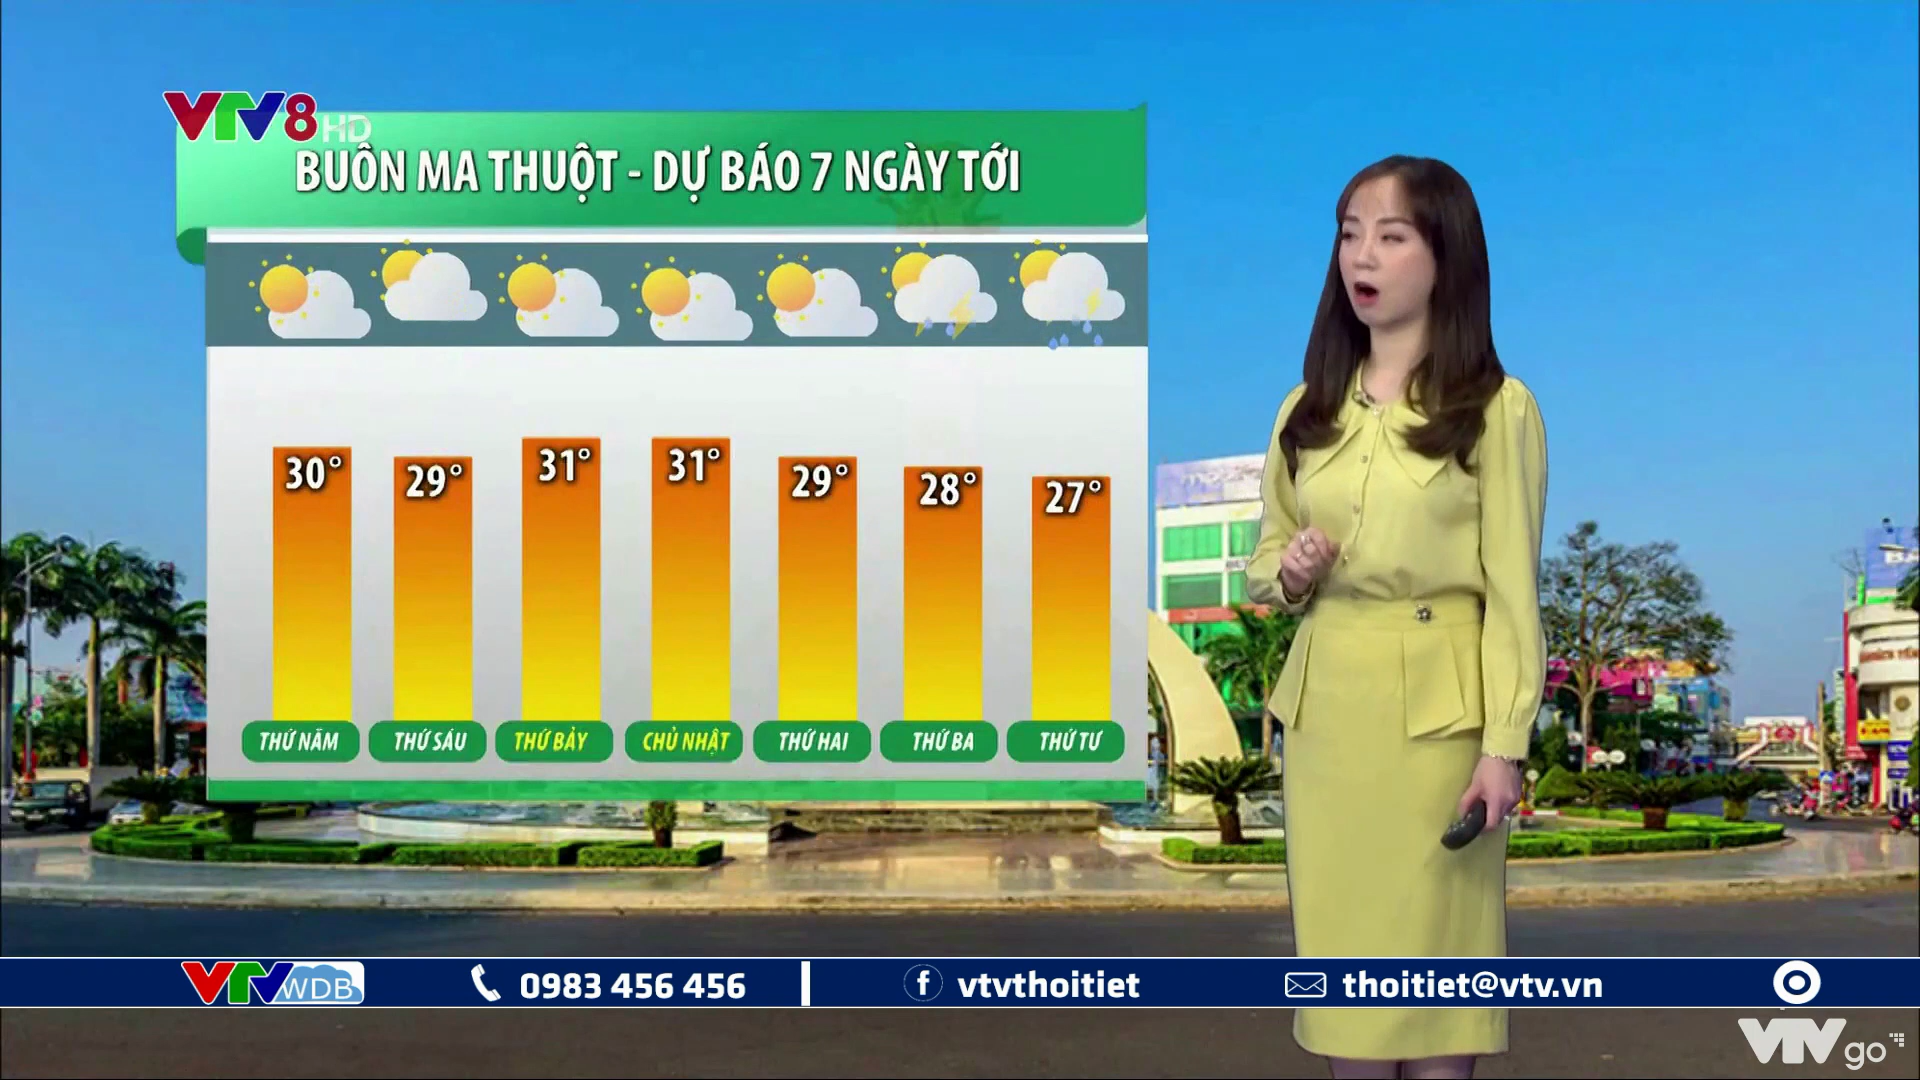 VTV8 HD
BUÔN MA THUỘT - DỰ BÁO 7 NGÀY TỚI
30° 29° 31° 31° 29° 28° 27°
THỨ NĂM THỨ SÁU THỨ BẢY CHỦ NHẬT THỨ HAI THỨ BA THỨ TƯ
VTV WDB 0983 456 456 vtvthoitiet thoitiet@vtv.vn
VTV go